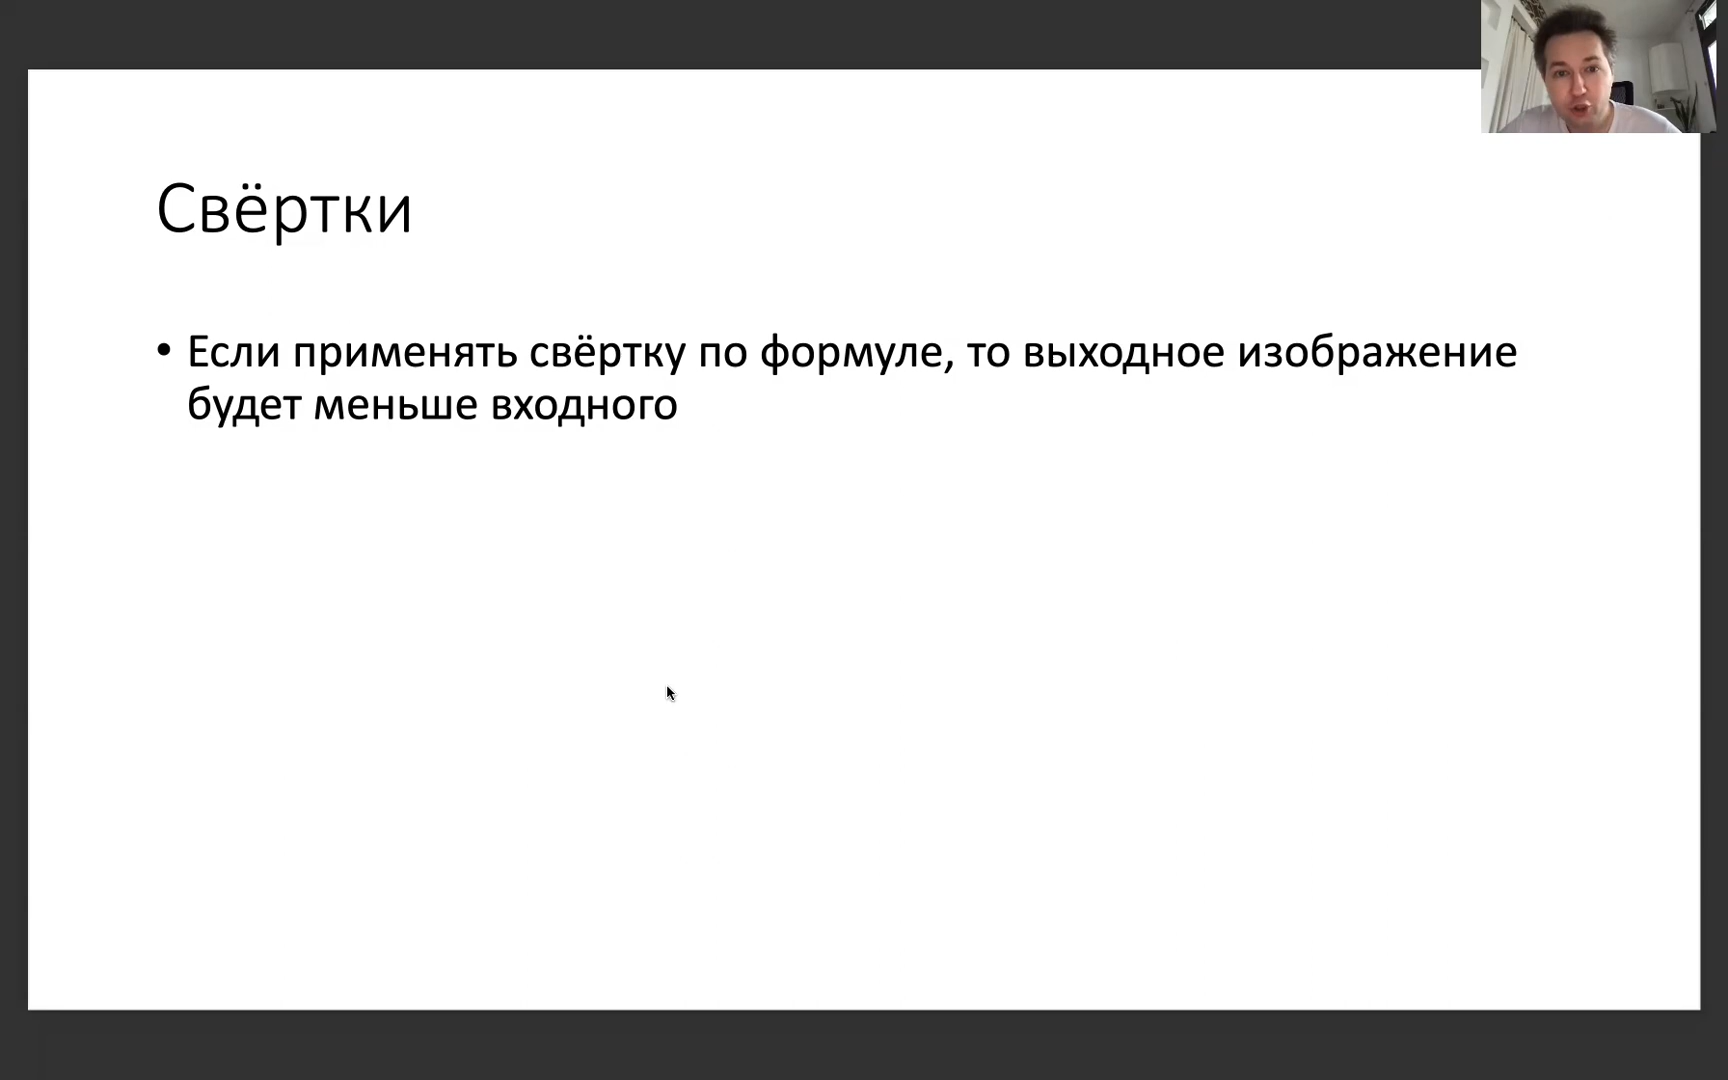 Свёртки
• Если применять свёртку по формуле, то выходное изображение
будет меньше входного